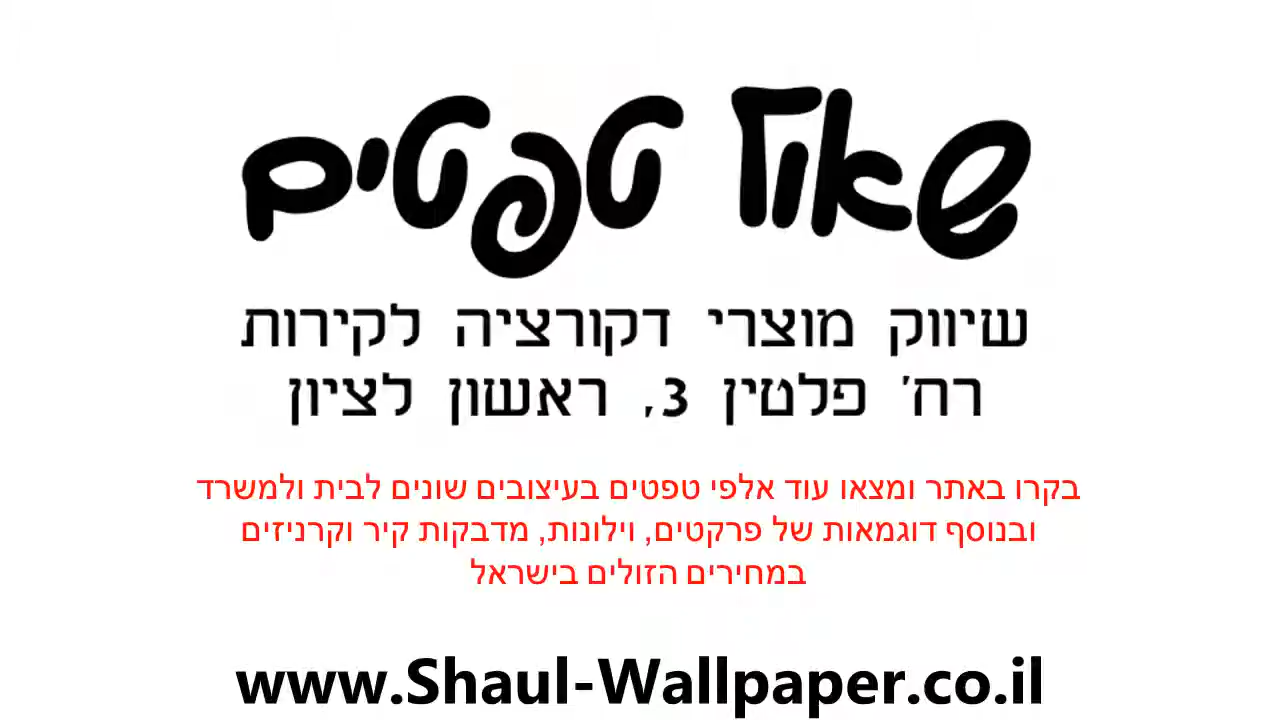 שאול טפטים
שיווק מוצרי דקורציה לקירות
רח' פלטין 3, ראשון לציון
בקרו באתר ומצאו עוד אלפי טפטים בעיצובים שונים לבית ולמשרד
ובנוסף דוגמאות של פרקטים, וילונות, מדבקות קיר וקרניזים
במחירים הזולים בישראל
www.Shaul-Wallpaper.co.il